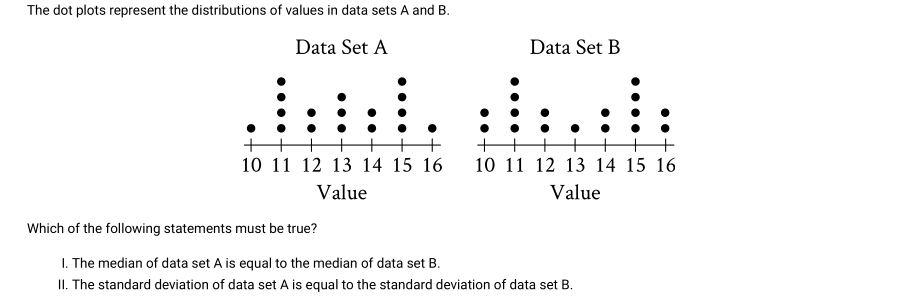 The dot plots represent the distributions of values in data sets A and B.
Data Set A Data Set B
10 11 12 13 14 15 16 10 11 12 13 14 15 16
Value Value
Which of the following statements must be true?
I. The median of data set A is equal to the median of data set B.
II. The standard deviation of data set A is equal to the standard deviation of data set B.